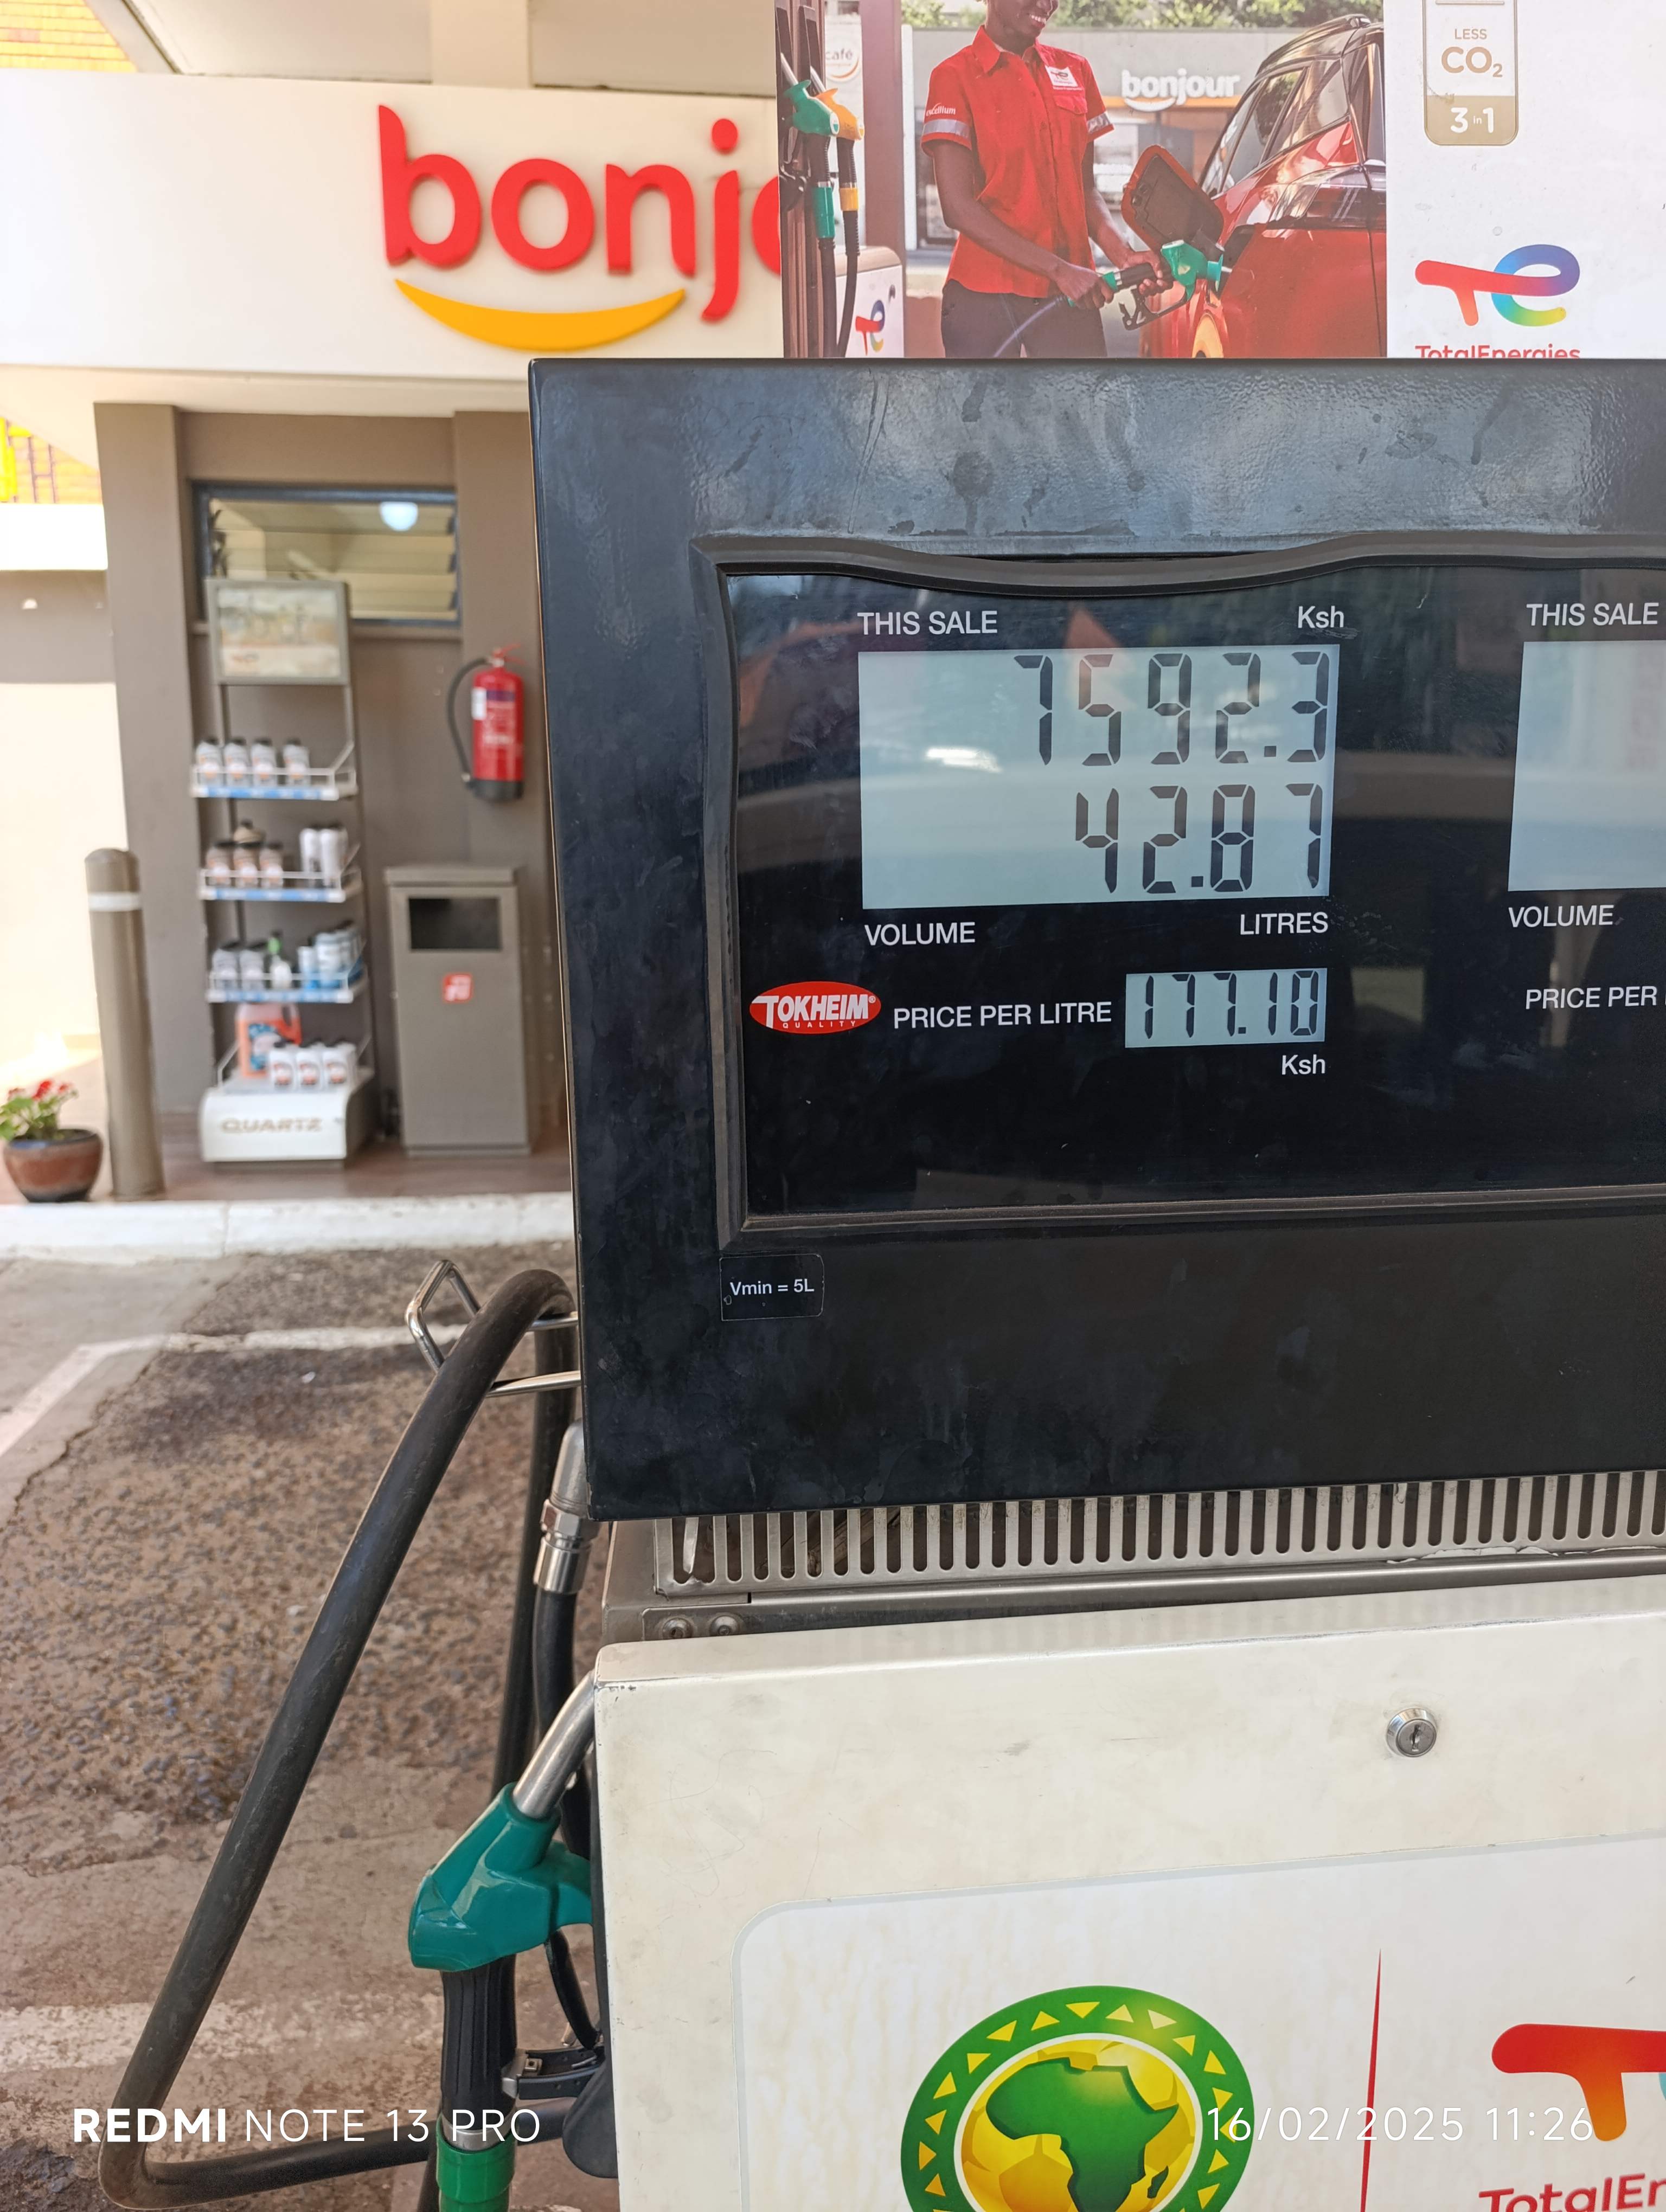 LESS
CO2
3 in 1
café
bonjour
excellium
bonjo
TotalEnergies
THIS SALE Ksh
7592.3
42.87
VOLUME LITRES
TOKHEIM®
QUALITY
PRICE PER LITRE 177.10
Ksh
THIS SALE
VOLUME
PRICE PER
QUARTZ
Vmin = 5L
TotalEn
REDMI NOTE 13 PRO
16/02/2025 11:26